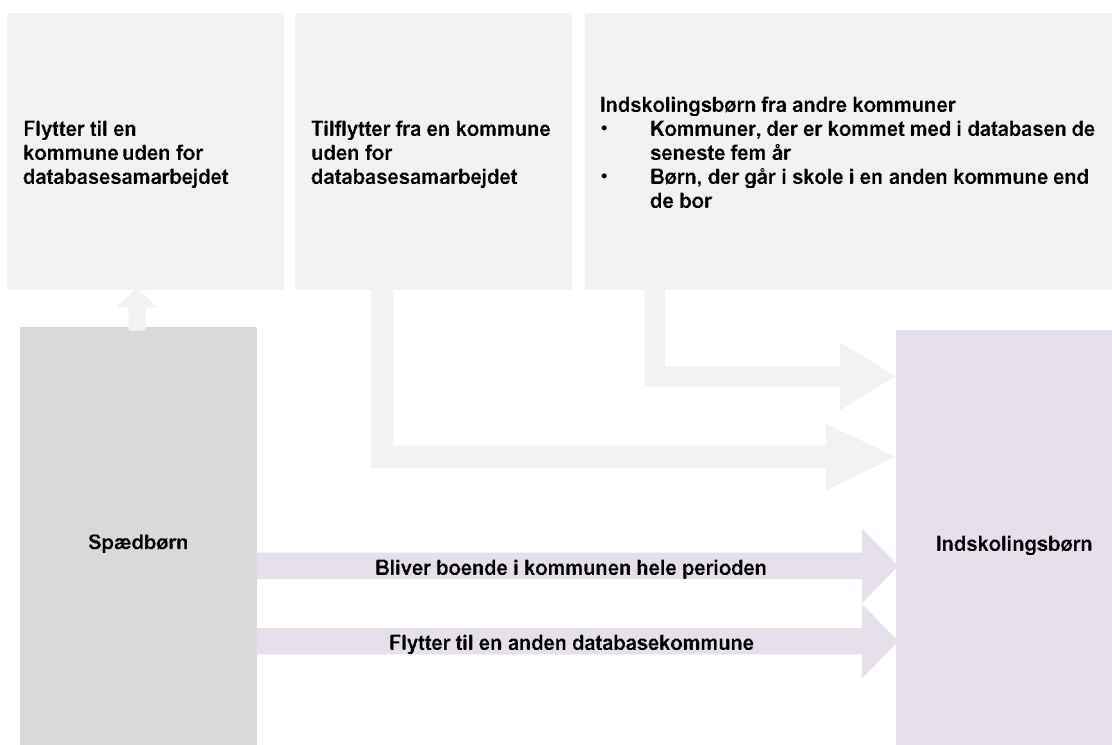 Flytter til en
kommune uden for
databasesamarbejdet
Tilflytter fra en kommune
uden for
databasesamarbejdet
Indskolingsbørn fra andre kommuner
• Kommuner, der er kommet med i databasen de
seneste fem år
• Børn, der går i skole i en anden kommune end
de bor
Spædbørn
Bliver boende i kommunen hele perioden
Flytter til en anden databasekommune
Indskolingsbørn